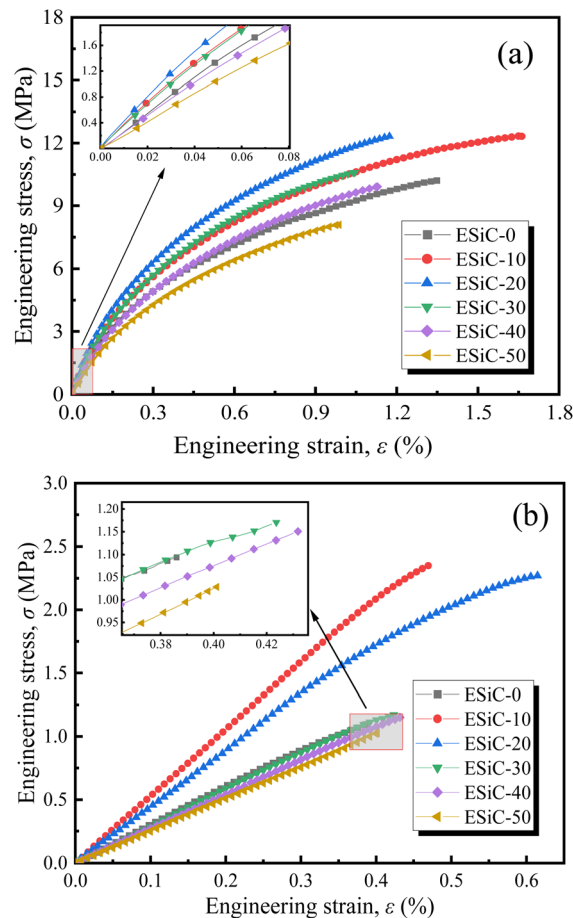 (a)
Engineering stress, σ (MPa)
15
12
9
6
3
0
1.6
1.2
0.8
0.4
0.02
0.04
0.06
0.08
ESiC-0
ESiC-10
ESiC-20
ESiC-30
ESiC-40
ESiC-50
0.0
0.3
0.6
0.9
1.2
1.5
1.8
Engineering strain, ε (%)
(b)
Engineering stress, σ (MPa)
3.0
2.5
2.0
1.5
1.0
0.5
0.0
1.20
1.15
1.10
1.05
1.00
0.95
0.38
0.40
0.42
ESiC-0
ESiC-10
ESiC-20
ESiC-30
ESiC-40
ESiC-50
0.0
0.1
0.2
0.3
0.4
0.5
0.6
Engineering strain, ε (%)